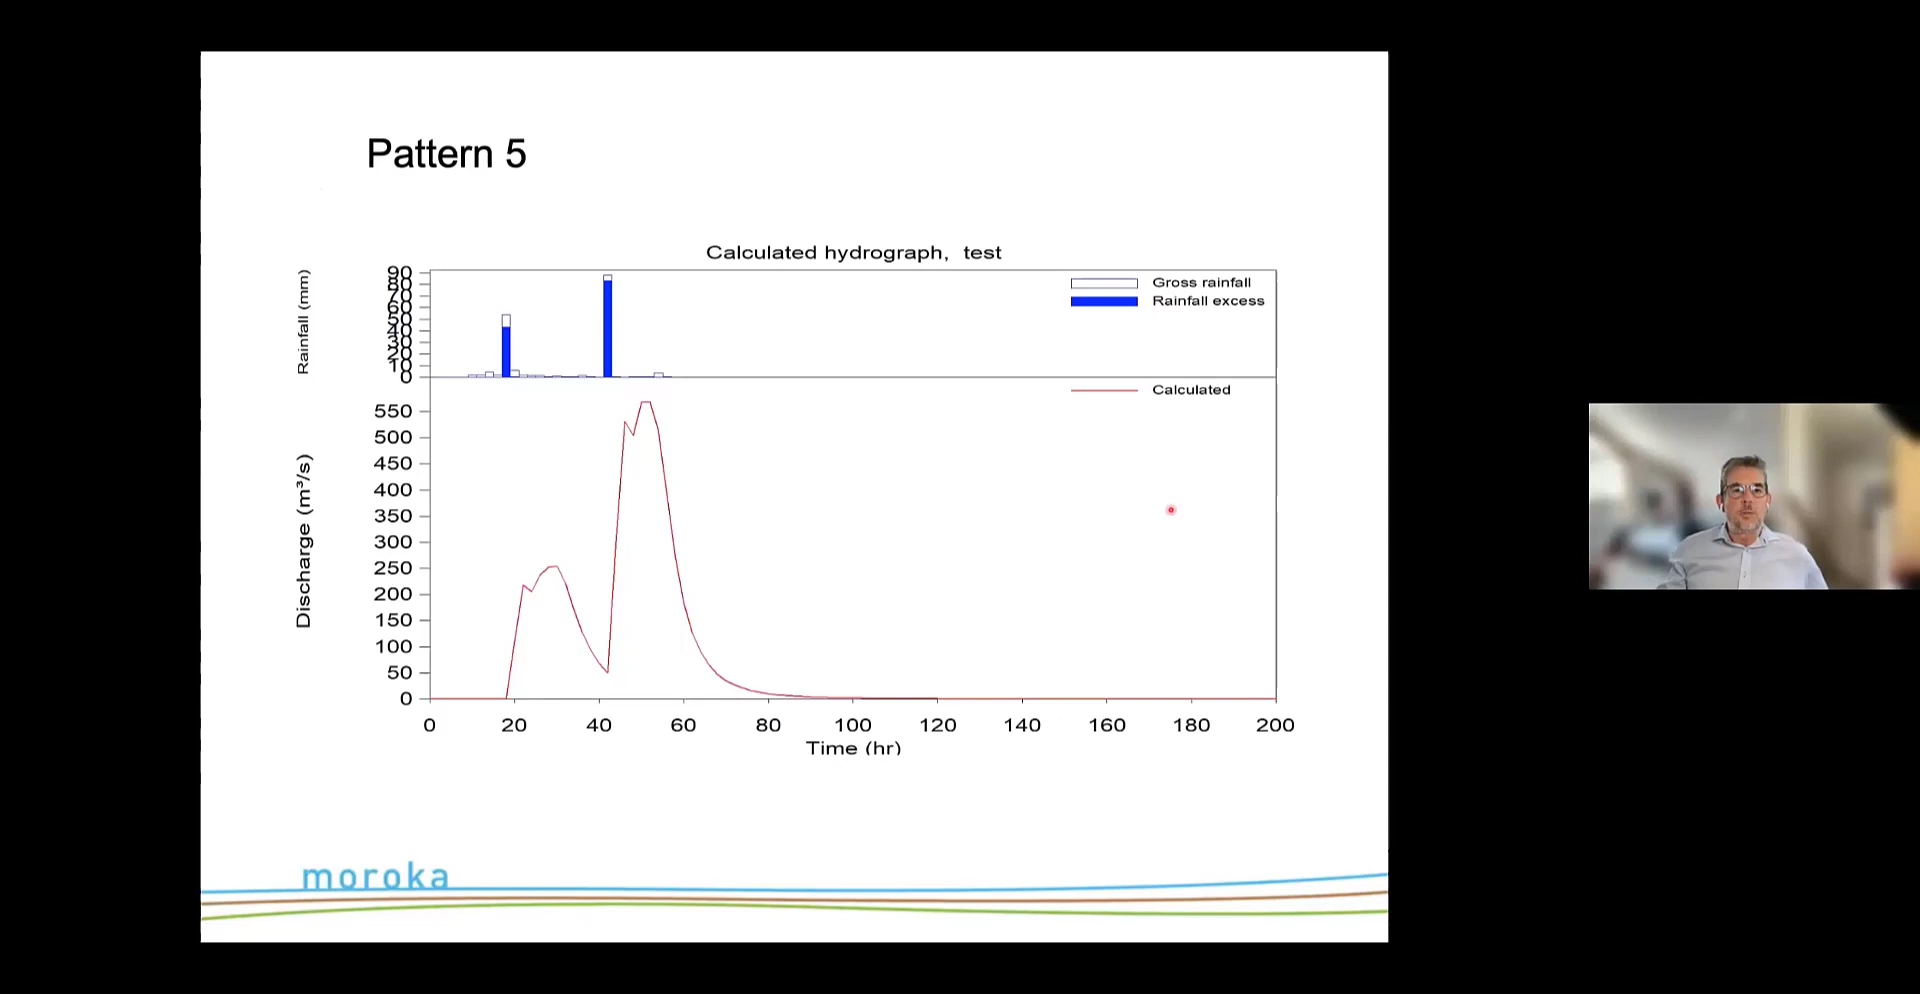 Pattern 5
Calculated hydrograph, test
Rainfall (mm)
90
80
70
60
50
40
30
20
10
0
Gross rainfall
Rainfall excess
Calculated
Discharge (m³/s)
550
500
450
400
350
300
250
200
150
100
50
0
0 20 40 60 80 100 120 140 160 180 200
Time (hr)
moroka